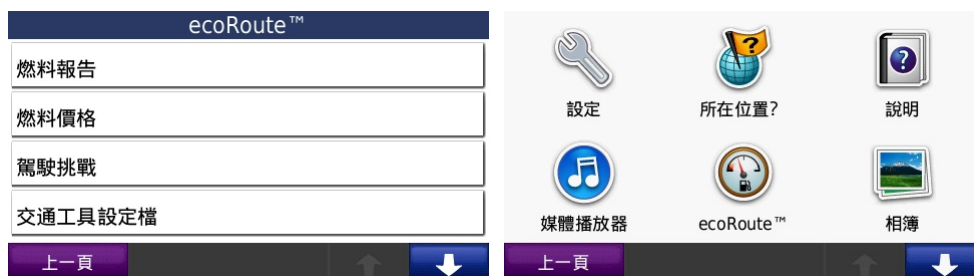 ecoRoute™
燃料報告
燃料價格
駕駛挑戰
交通工具設定檔
上一頁
設定 所在位置? 說明
媒體播放器 ecoRoute™ 相簿
上一頁